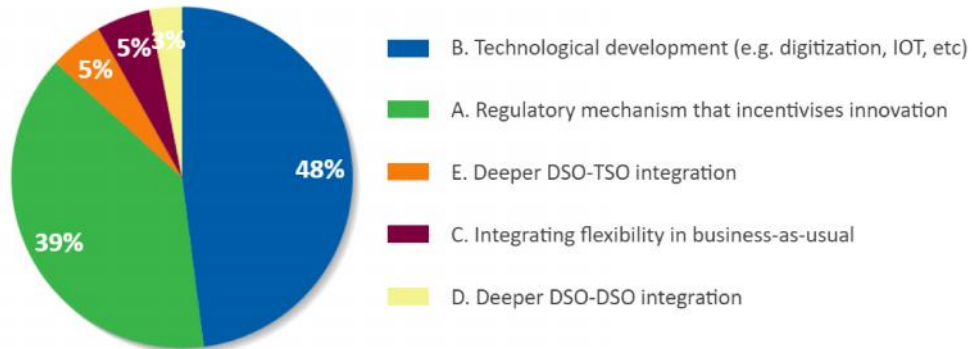 5%
3%
5%
48%
39%
B. Technological development (e.g. digitization, IOT, etc)
A. Regulatory mechanism that incentivises innovation
E. Deeper DSO-TSO integration
C. Integrating flexibility in business-as-usual
D. Deeper DSO-DSO integration